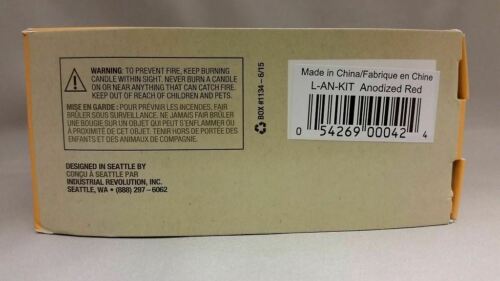 WARNING: TO PREVENT FIRE, KEEP BURNING
CANDLE WITHIN SIGHT. NEVER BURN A CANDLE
ON OR NEAR ANYTHING THAT CAN CATCH FIRE.
KEEP OUT OF REACH OF CHILDREN AND PETS.
MISE EN GARDE : POUR PRÉVENIR LES INCENDIES, FAIR
BRÛLER SOUS SURVEILLANCE. NE JAMAIS FAIR BRÛLER
UNE BOUGIE SUR UN OBJET QUI PEUT S'ENFLAMMER OU
À PROXIMITÉ DE CET OBJET. TENIR HORS DE PORTÉE DES
ENFANTS ET DES ANIMAUX DE COMPAGNIE.
DESIGNED IN SEATTLE BY
CONÇU À SEATTLE PAR
INDUSTRIAL REVOLUTION, INC.
SEATTLE, WA • (888) 297-6062
BOX #1134 – 6/15
Made in China/Fabrique en Chine
L-AN-KIT Anodized Red
0 54269 00042 4